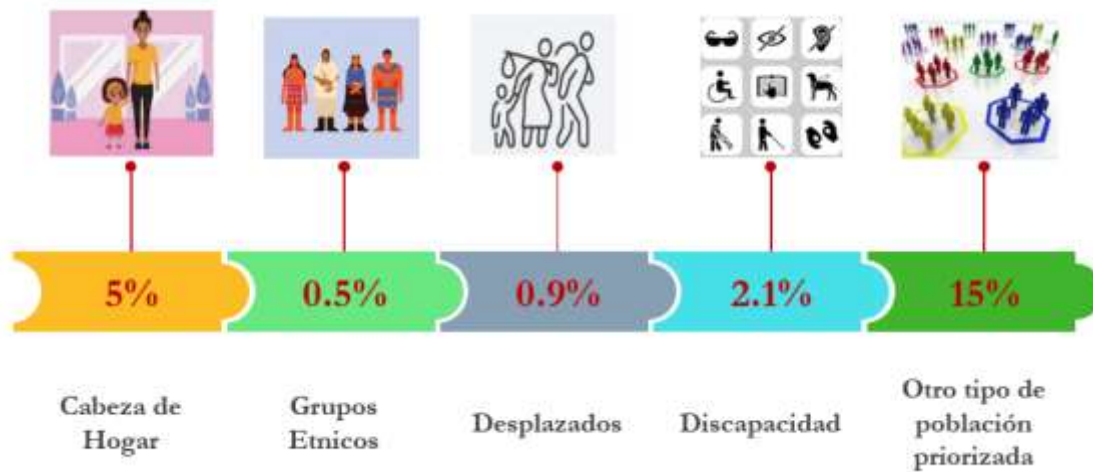 5%
0.5%
0.9%
2.1%
15%
Cabeza de
Hogar
Grupos
Etnicos
Desplazados
Discapacidad
Otro tipo de
población
priorizada